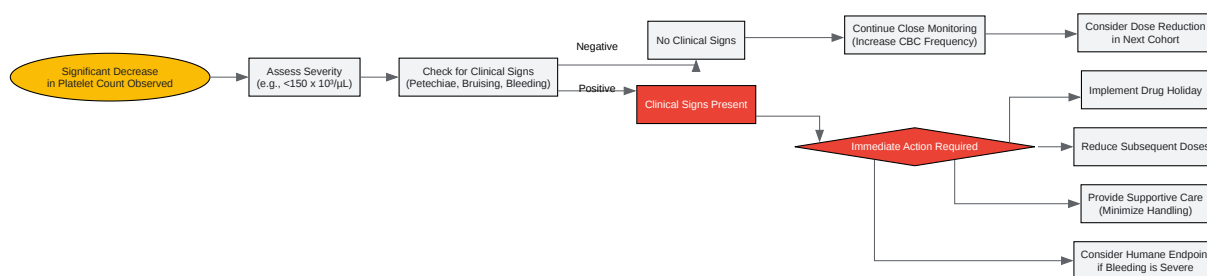 Significant Decrease
in Platelet Count Observed
Assess Severity
(e.g., <150 x 10³/µL)
Check for Clinical Signs
(Petechiae, Bruising, Bleeding)
Negative
Positive
No Clinical Signs
Clinical Signs Present
Continue Close Monitoring
(Increase CBC Frequency)
Consider Dose Reduction
in Next Cohort
Immediate Action Required
Implement Drug Holiday
Reduce Subsequent Doses
Provide Supportive Care
(Minimize Handling)
Consider Humane Endpoint
if Bleeding is Severe